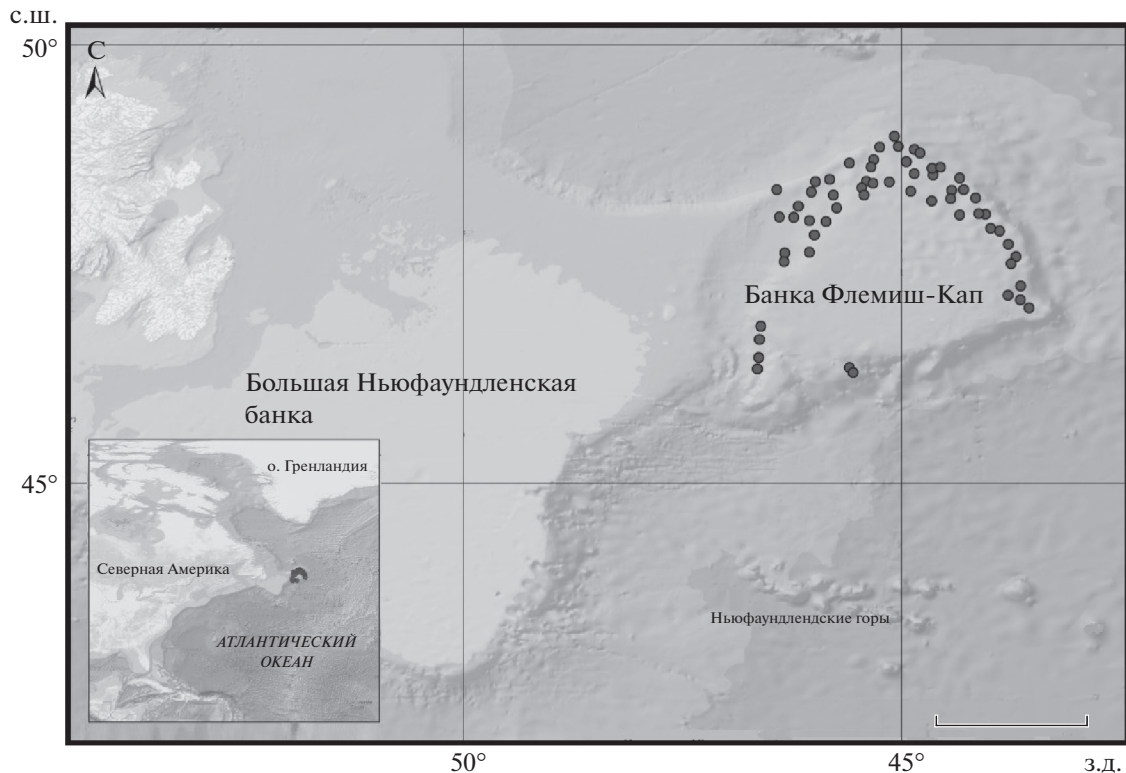 с.ш.
50°
С
Банка Флемиш-Кап
Большая Ньюфаундленская
банка
о. Гренландия
45°
Северная Америка
Ньюфаундлендские горы
АТЛАНТИЧЕСКИЙ
ОКЕАН
50°
45°
з.д.